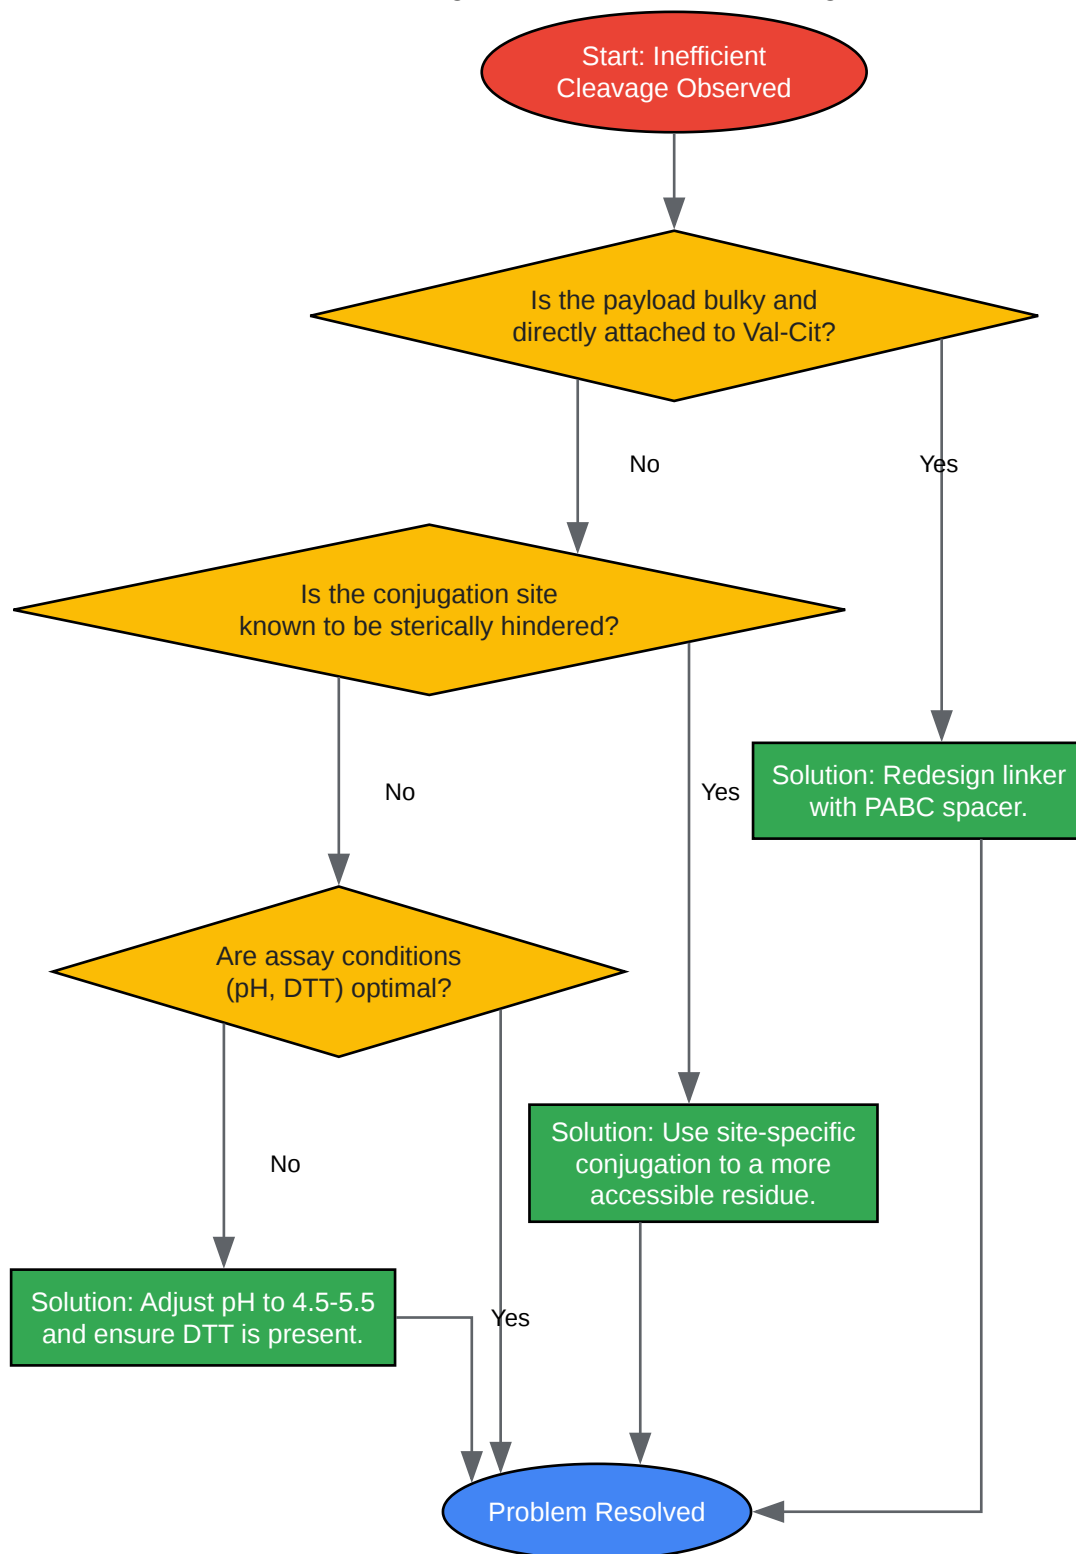 Start: Inefficient
Cleavage Observed
Is the payload bulky and
directly attached to Val-Cit?
No
Yes
Is the conjugation site
known to be sterically hindered?
Solution: Redesign linker
with PABC spacer.
No
Yes
Are assay conditions
(pH, DTT) optimal?
Solution: Use site-specific
conjugation to a more
accessible residue.
No
Solution: Adjust pH to 4.5-5.5
and ensure DTT is present.
Yes
Problem Resolved